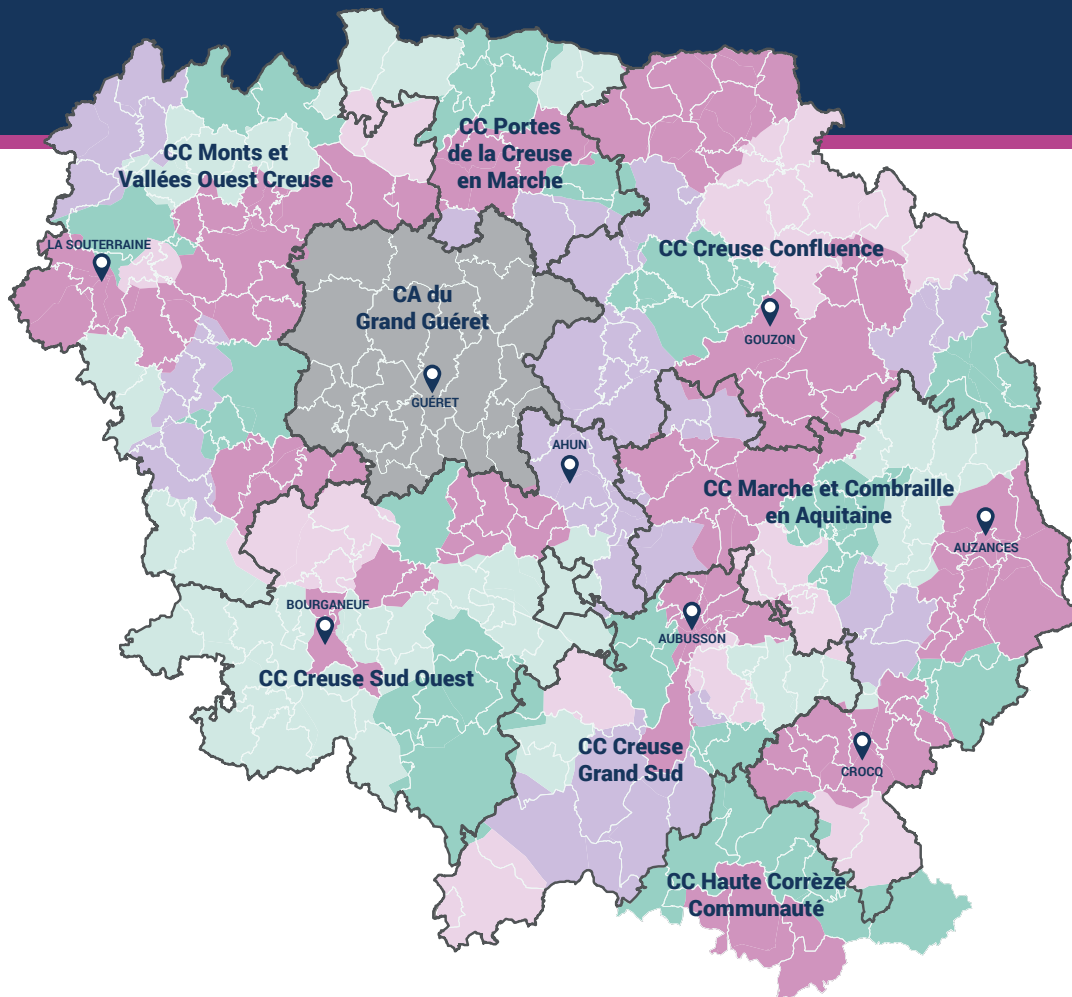 CC Portes
de la Creuse
en Marche
CC Monts et
Vallées Ouest Creuse
LA SOUTERRAINE
CC Creuse Confluence
CA du
Grand Guéret
GOUZON
GUÉRET
AHUN
CC Marche et Combraille
en Aquitaine
AUZANCES
BOURGANEUF
AUBUSSON
CC Creuse Sud Ouest
CC Creuse
Grand Sud
CROCQ
CC Haute Corrèze
Communauté